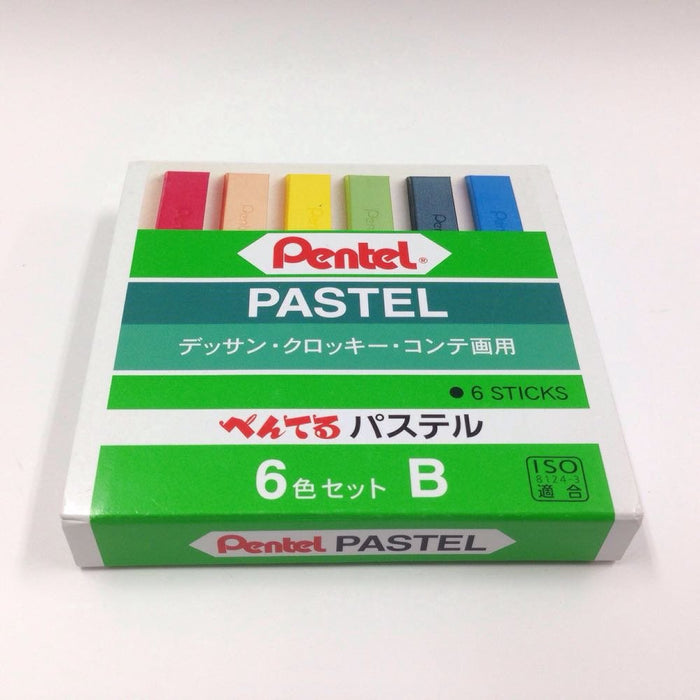 Pentel®
PASTEL
デッサン・クロッキー・コンテ画用
● 6 STICKS
ぺんてる パステル
6色セット B
ISO
8124-3
適合
Pentel PASTEL